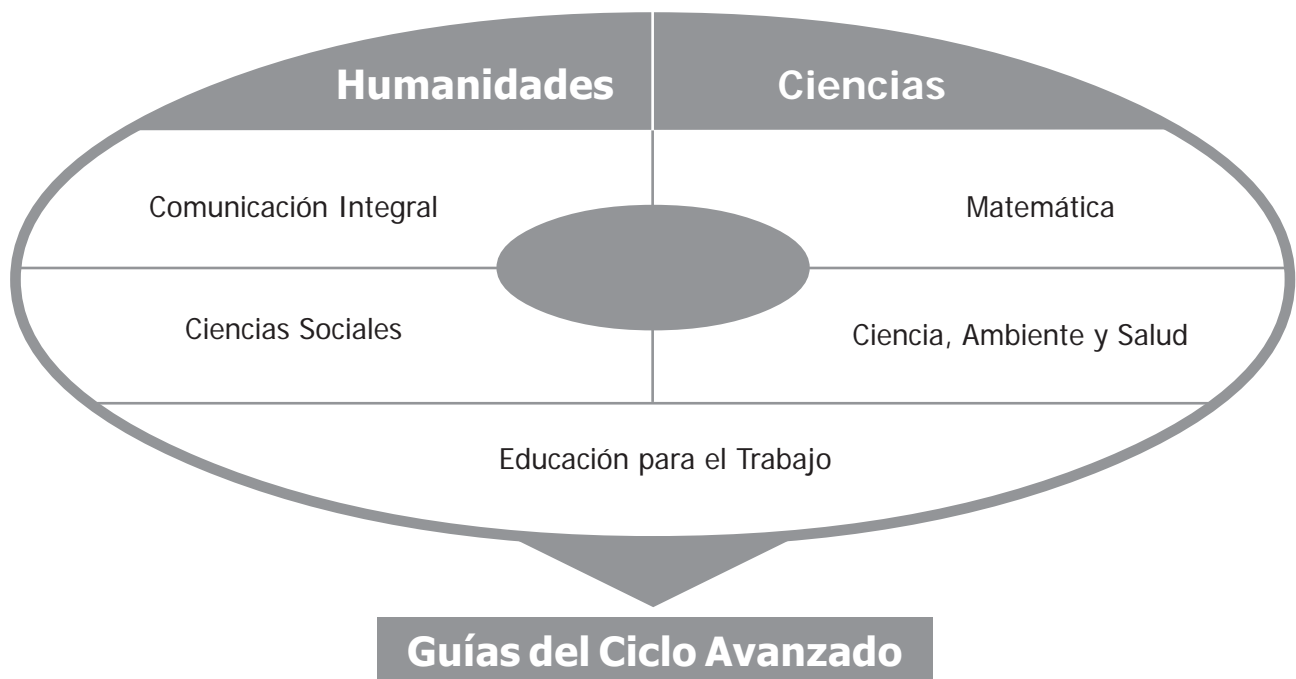 Humanidades
Ciencias
Comunicación Integral
Matemática
Ciencias Sociales
Ciencia, Ambiente y Salud
Educación para el Trabajo
Guías del Ciclo Avanzado